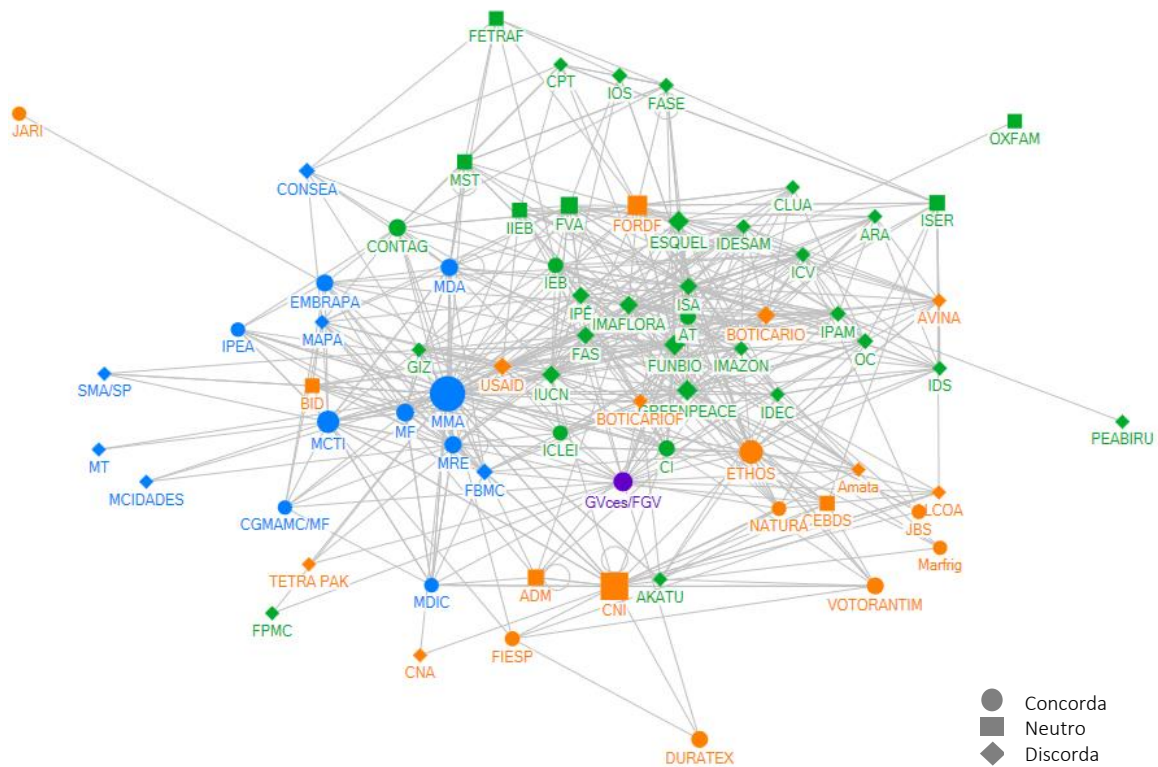 FETRAF
CPT
IOS
FASE
JARI
OXFAM
MST
CONSEA
CLUA
IIEB
FVA
FORDF
ISER
CONTAG
ESQUEL
IDESAM
ARA
ICV
MDA
IEB
EMBRAPA
IPÊ
ISA
IMAFLORA
AVINA
MAPA
AT
BOTICARIO
IPAM
IPEA
FAS
OC
GIZ
FUNBIO
IMAZON
USAID
SMA/SP
BID
IUCN
IDS
MMA
BOTICARIOF
GREENPEACE
IDEC
MF
MCTI
PEABIRU
ICLEI
MRE
CI
MT
ETHOS
FBMC
Amata
MCIDADES
GVces/FGV
LCOA
CGMAMC/MF
NATURA
CEBDS
JBS
Marfrig
TETRA PAK
MDIC
ADM
CNI
AKATU
VOTORANTIM
FPMC
FIESP
CNA
Concorda
Neutro
Discorda
DURATEX